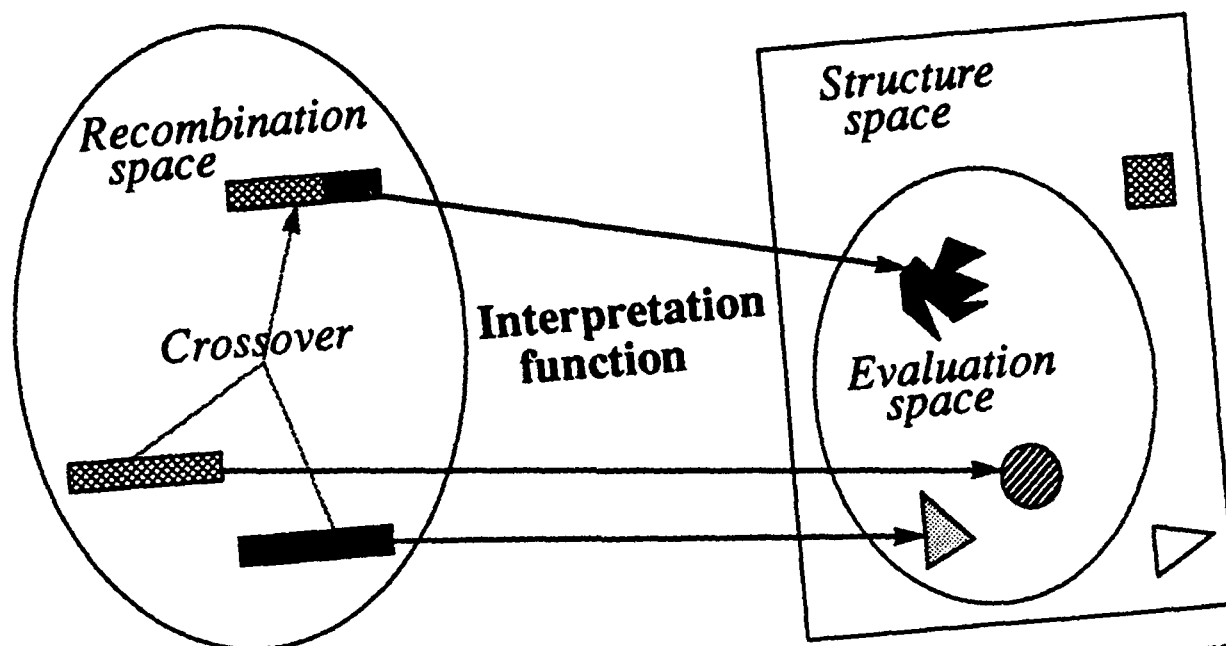 Recombination
space
Crossover
Interpretation
function
Structure
space
Evaluation
space